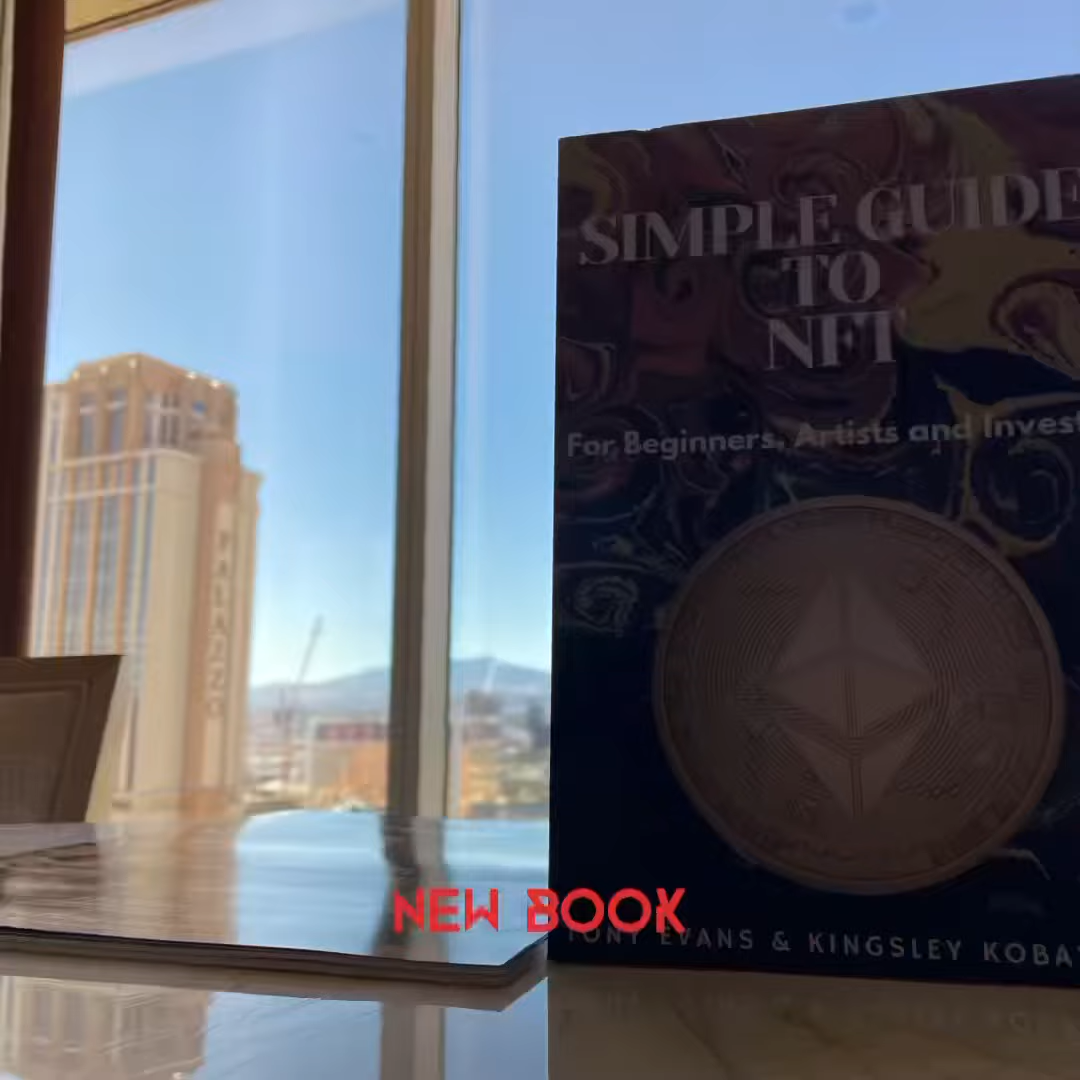 SIMPLE GUIDE
TO
NFT
For Beginners, Artists and Invest
NEW BOOK
TONY EVANS & KINGSLEY KOBA
PALAZZO